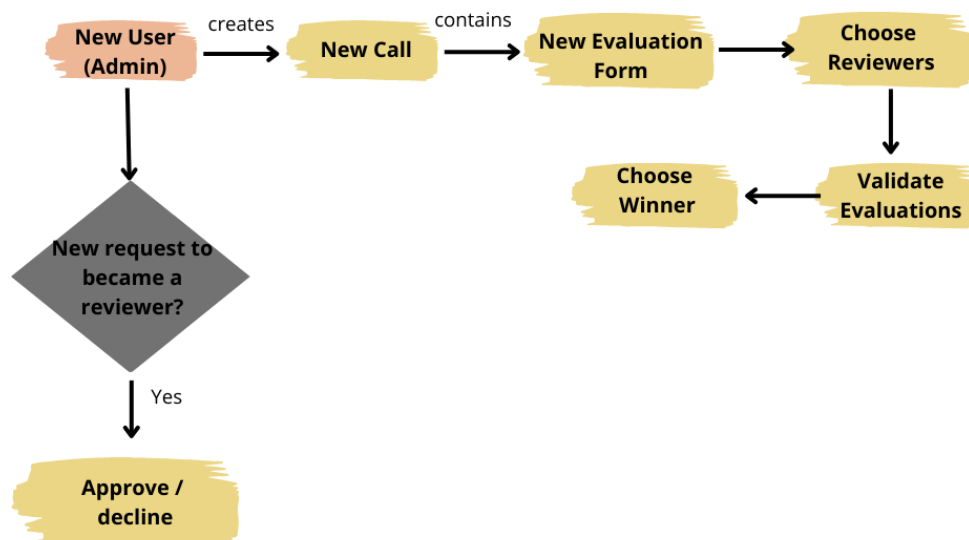 creates
contains
New User
(Admin)
New Call
New Evaluation
Form
Choose
Reviewers
Choose
Winner
Validate
Evaluations
New request to
became a
reviewer?
Yes
Approve /
decline